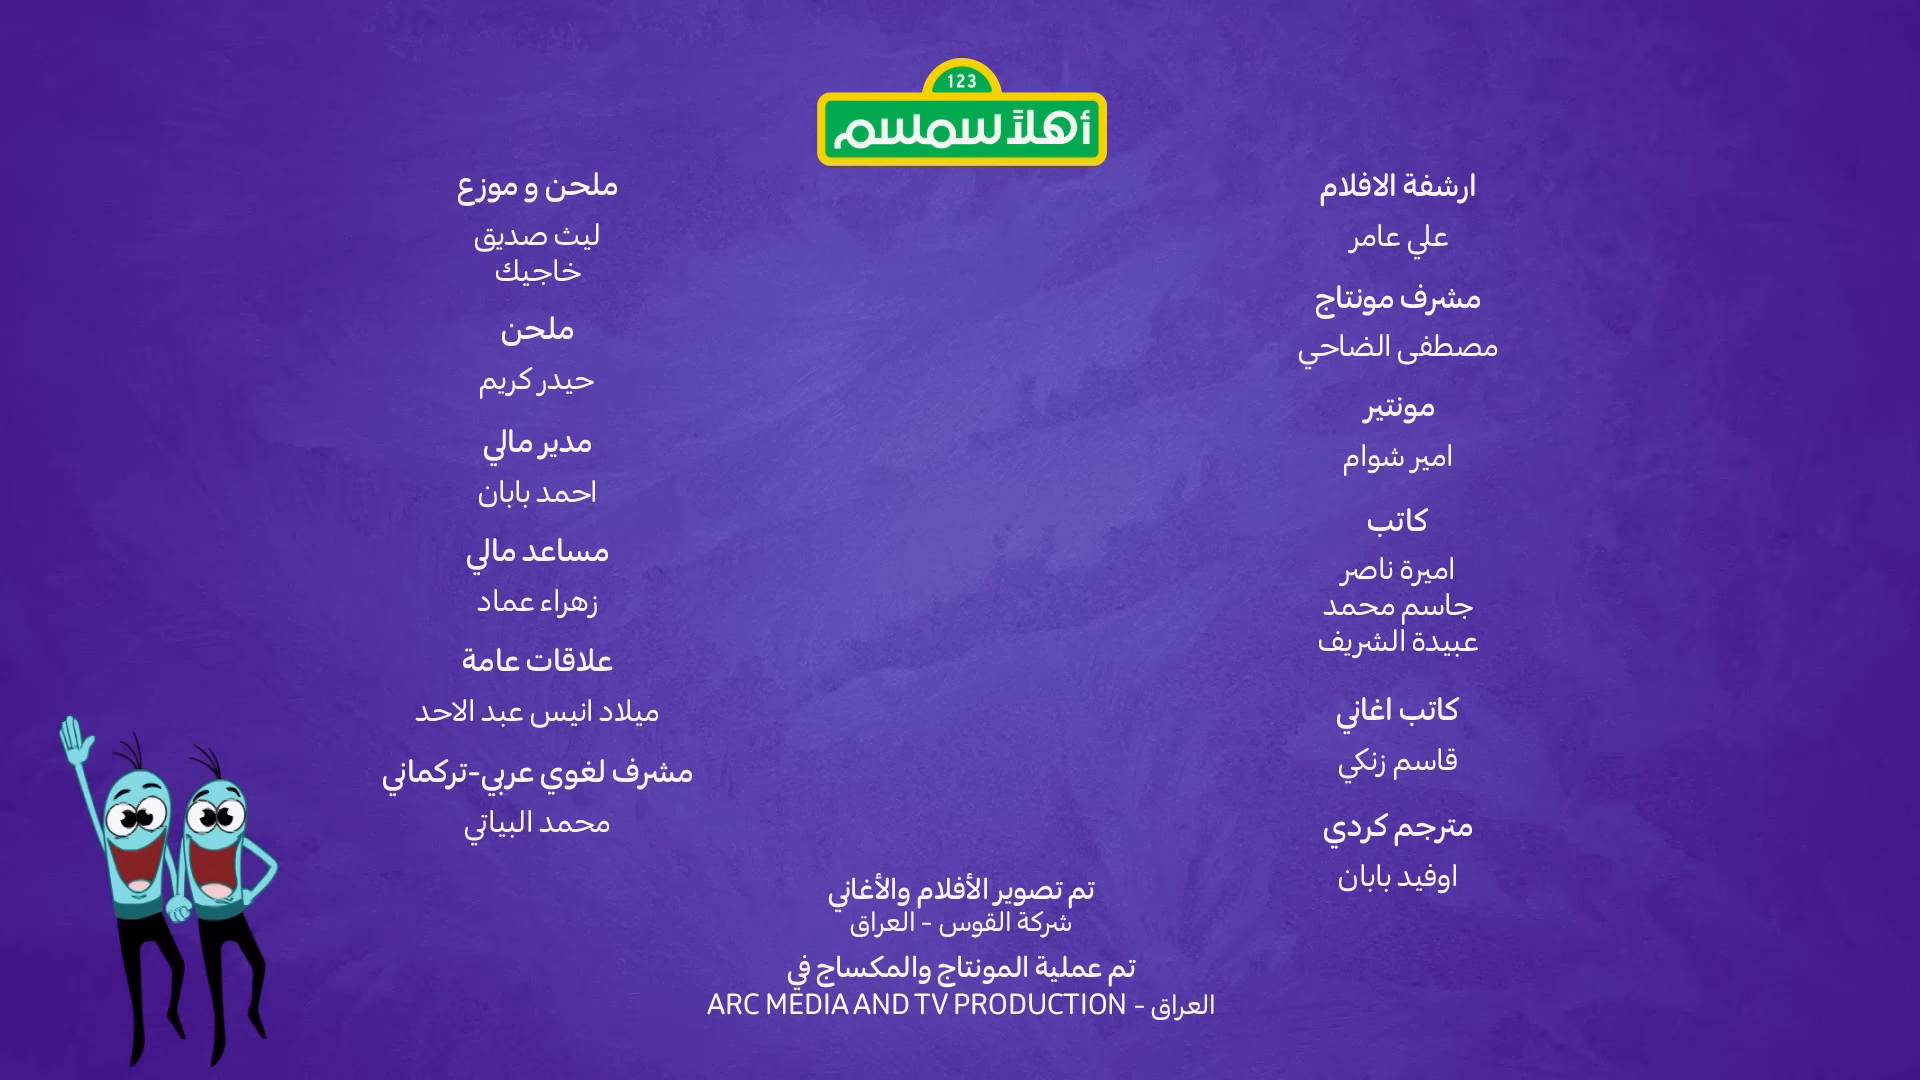 123
أهلاً سمسم
ارشفة الافلام
علي عامر
مشرف مونتاج
مصطفى الضاحي
مونتير
امير شوام
كاتب
اميرة ناصر
جاسم محمد
عبيدة الشريف
كاتب اغاني
قاسم زنكي
مترجم كردي
اوفيد بابان
ملحن و موزع
ليث صديق
خاجيك
ملحن
حيدر كريم
مدير مالي
احمد بابان
مساعد مالي
زهراء عماد
علاقات عامة
ميلاد انيس عبد الاحد
مشرف لغوي عربي-تركماني
محمد البياتي
تم تصوير الأفلام والأغاني
شركة القوس - العراق
تم عملية المونتاج والمكساج في
العراق - ARC MEDIA AND TV PRODUCTION